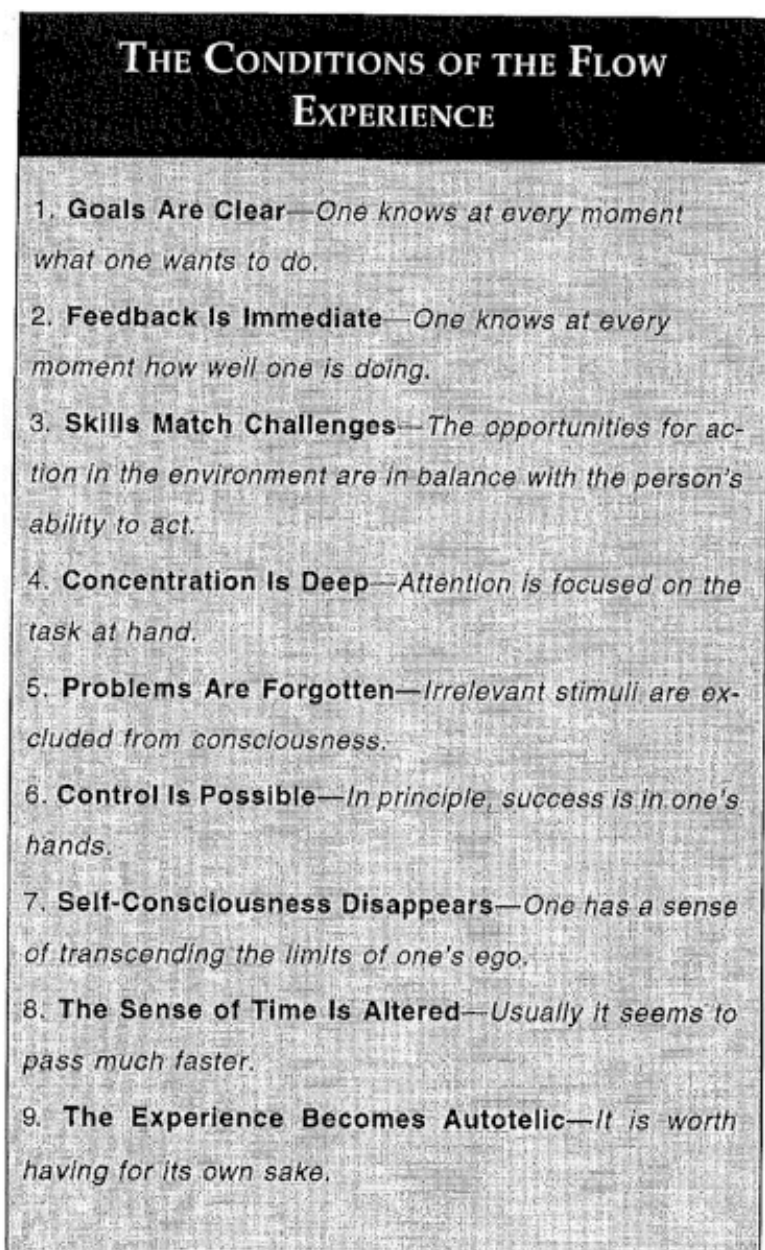 THE CONDITIONS OF THE FLOW
EXPERIENCE
1. Goals Are Clear—One knows at every moment
what one wants to do.
2. Feedback Is Immediate—One knows at every
moment how well one is doing.
3. Skills Match Challenges—The opportunities for ac-
tion in the environment are in balance with the person's
ability to act.
4. Concentration Is Deep—Attention is focused on the
task at hand.
5. Problems Are Forgotten—Irrelevant stimuli are ex-
cluded from consciousness.
6. Control Is Possible—In principle, success is in one's
hands.
7. Self-Consciousness Disappears—One has a sense
of transcending the limits of one's ego.
8. The Sense of Time Is Altered—Usually it seems to
pass much faster.
9. The Experience Becomes Autotelic—It is worth
having for its own sake.